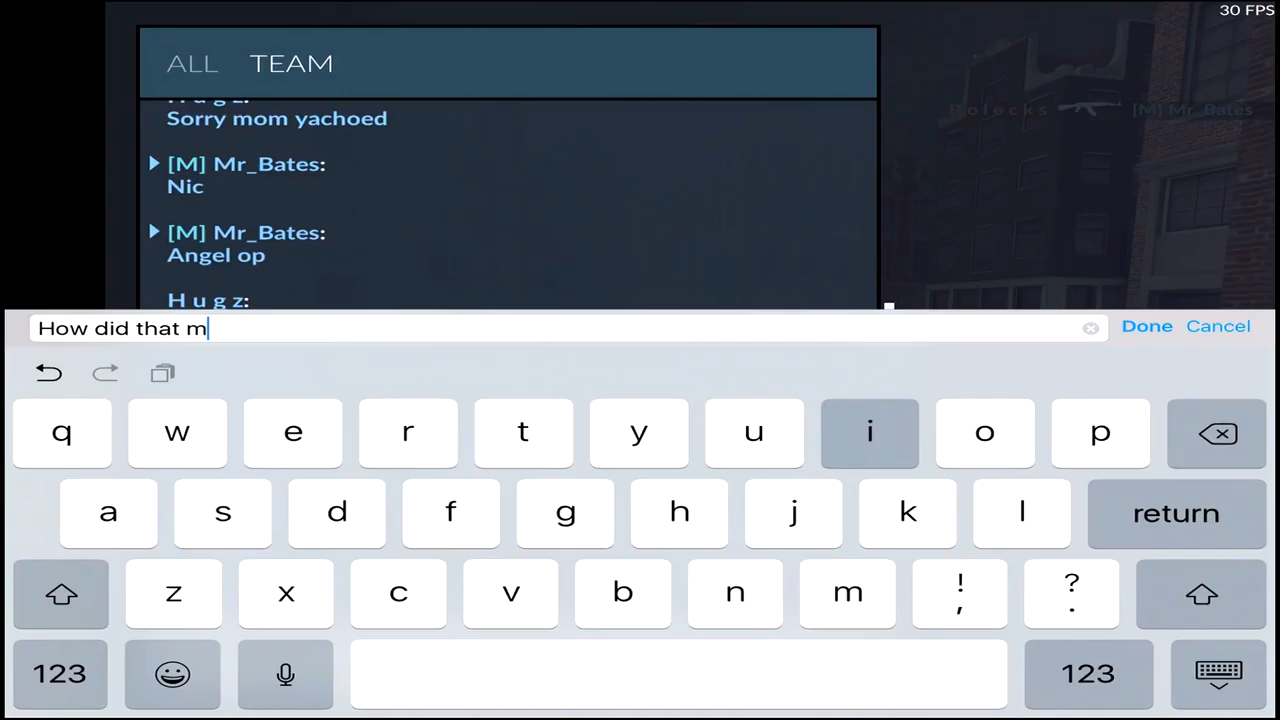 30 FPS
ALL TEAM
H u g z:
Sorry mom yachoed
Bolecks [M] Mr_Bates
[M] Mr_Bates:
Nic
[M] Mr_Bates:
Angel op
H u g z:
How did that m
Done Cancel
q w e r t y u i o p
a s d f g h j k l return
z x c v b n m ! , ? .
123 123